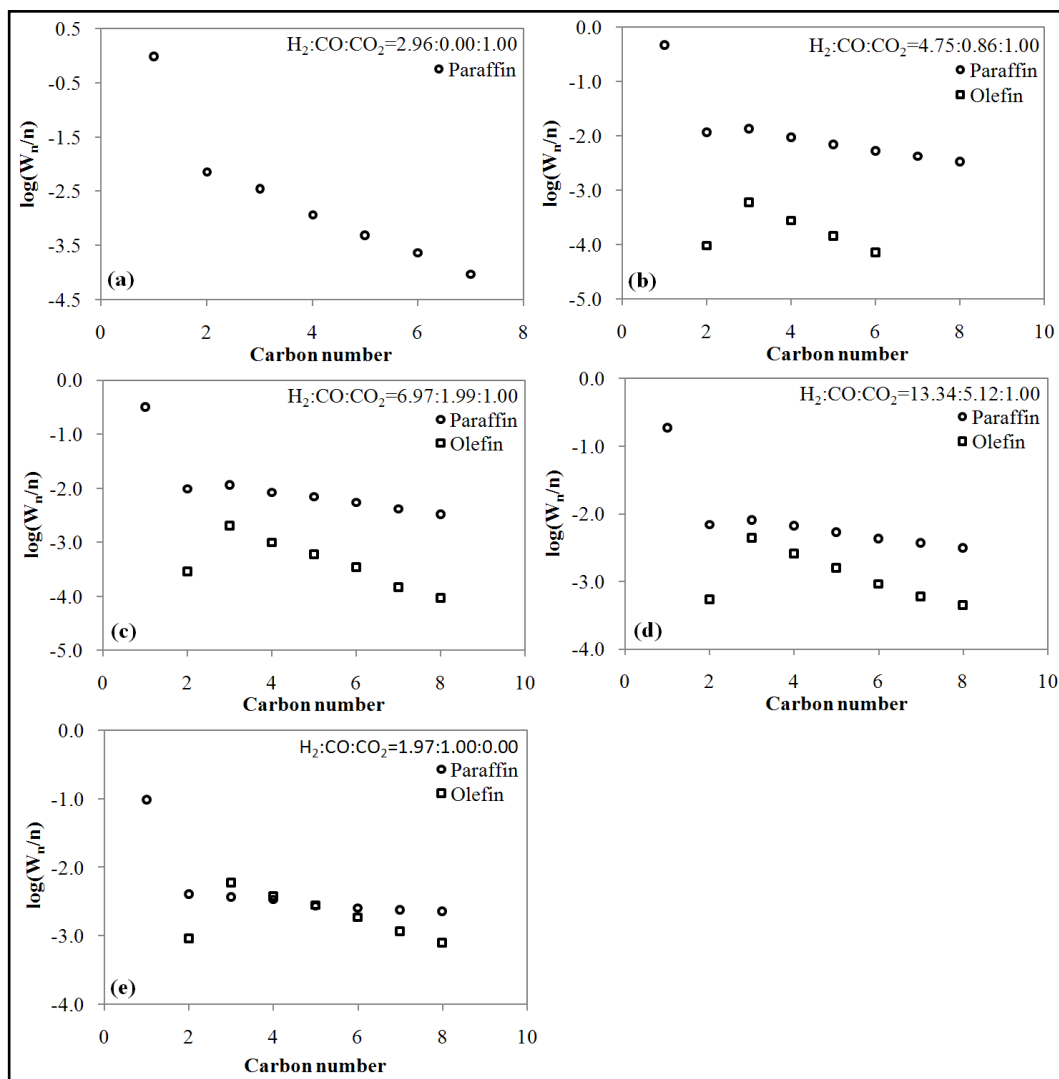 H2:CO:CO2=2.96:0.00:1.00
Paraffin
log(Wn/n)
0.5
-0.5
-1.5
-2.5
-3.5
-4.5
(a)
0 2 4 6 8
Carbon number
H2:CO:CO2=4.75:0.86:1.00
Paraffin
Olefin
log(Wn/n)
0.0
-1.0
-2.0
-3.0
-4.0
-5.0
(b)
0 2 4 6 8 10
Carbon number
H2:CO:CO2=6.97:1.99:1.00
Paraffin
Olefin
log(Wn/n)
0.0
-1.0
-2.0
-3.0
-4.0
-5.0
(c)
0 2 4 6 8 10
Carbon number
H2:CO:CO2=13.34:5.12:1.00
Paraffin
Olefin
log(Wn/n)
0.0
-1.0
-2.0
-3.0
-4.0
(d)
0 2 4 6 8 10
Carbon number
H2:CO:CO2=1.97:1.00:0.00
Paraffin
Olefin
log(Wn/n)
0.0
-1.0
-2.0
-3.0
-4.0
(e)
0 2 4 6 8 10
Carbon number